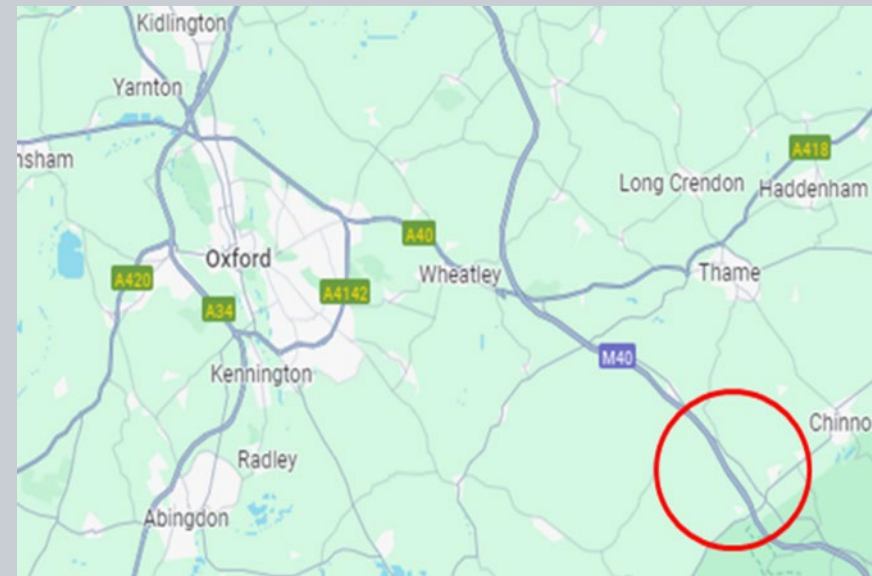 Kidlington
Yarnton
nsham
A418
Long Crendon
Haddenham
A40
Oxford
Wheatley
Thame
A420
A4142
A34
M40
Kennington
Chinno
Radley
Abingdon